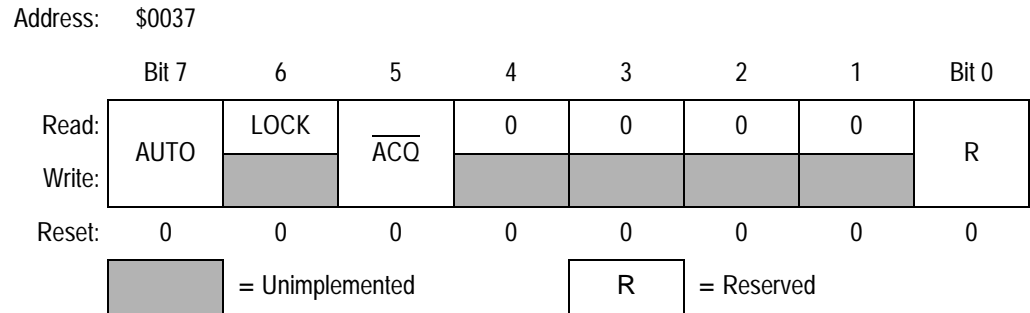 Address: $0037
Bit 7 6 5 4 3 2 1 Bit 0
Read: AUTO LOCK A̅C̅Q̅ 0 0 0 0 R
Write:
Reset: 0 0 0 0 0 0 0 0
= Unimplemented R = Reserved